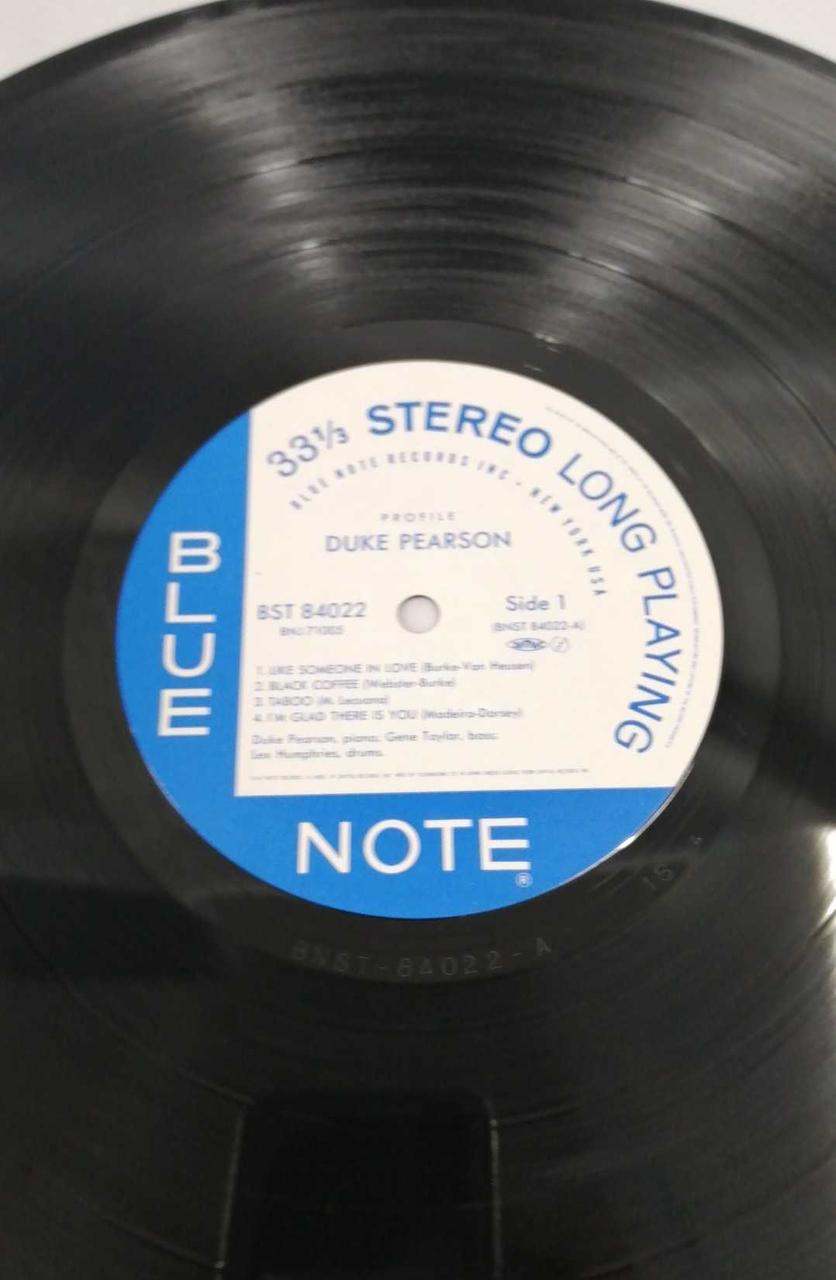 33⅓ STEREO LONG PLAYING
BLUE NOTE RECORDS INC • NEW YORK USA
PROFILE
DUKE PEARSON
BST 84022
Side 1
(BNST 84022-A)
1. LIKE SOMEONE IN LOVE (Burke-Van Heusen)
2. BLACK COFFEE (Webster-Burke)
3. TABOO (M. Lecuona)
4. I'M GLAD THERE IS YOU (Madeira-Dorsey)
Duke Pearson, piano; Gene Taylor, bass;
Lex Humphries, drums.
BLUE
NOTE
®
BNST-84022-A